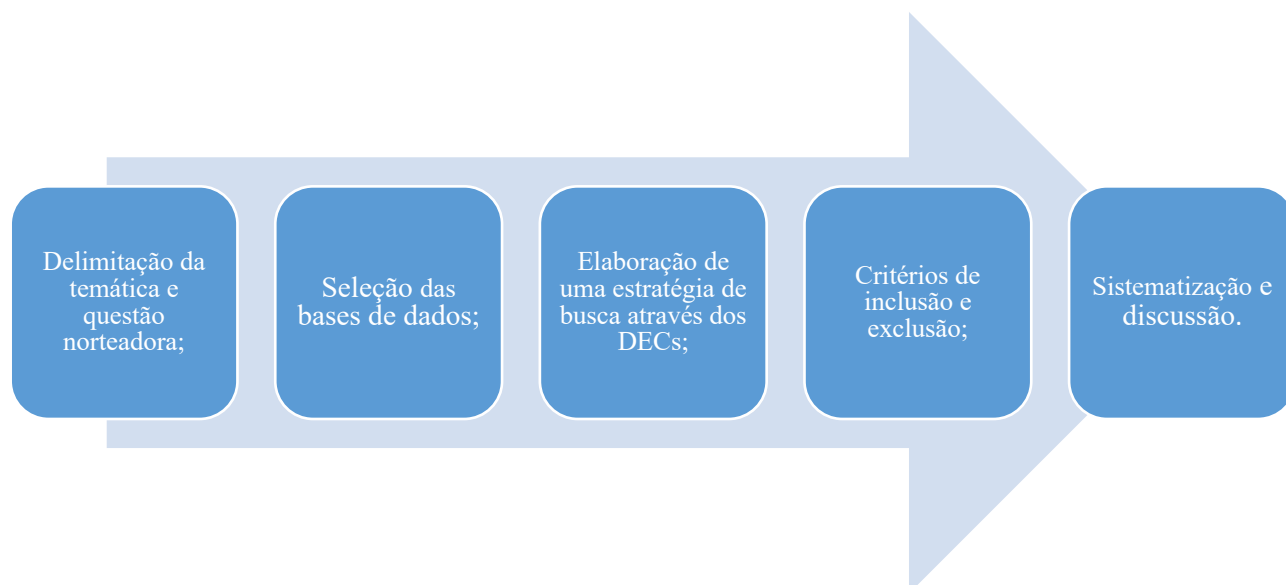 Delimitação da
temática e
questão
norteadora;
Seleção das
bases de dados;
Elaboração de
uma estratégia de
busca através dos
DECs;
Critérios de
inclusão e
exclusão;
Sistematização e
discussão.